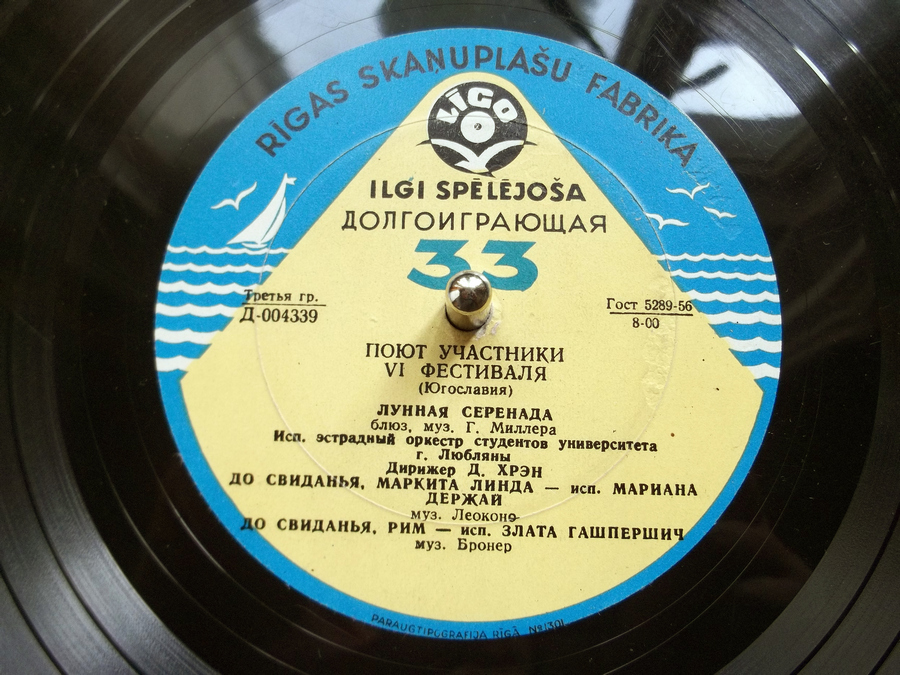 RĪGAS SKAŅUPLAŠU FABRIKA
LĪGO
ILGI SPĒLĒJOŠA
ДОЛГОИГРАЮЩАЯ
33
Третья гр.
Д-004339
Гост 5289-56
8-00
ПОЮТ УЧАСТНИКИ
VI ФЕСТИВАЛЯ
(Югославия)
ЛУННАЯ СЕРЕНАДА
блюз, муз. Г. Миллера
Исп. эстрадный оркестр студентов университета
г. Любляны
Дирижер Д. ХРЭН
ДО СВИДАНЬЯ, МАРКИТА ЛИНДА — исп. МАРИАНА
ДЕРЖАЙ
муз. Леоконо
ДО СВИДАНЬЯ, РИМ — исп. ЗЛАТА ГАШПЕРШИЧ
муз. Бронер
PARAUGTIPOGRAFIJA RĪGĀ №1301